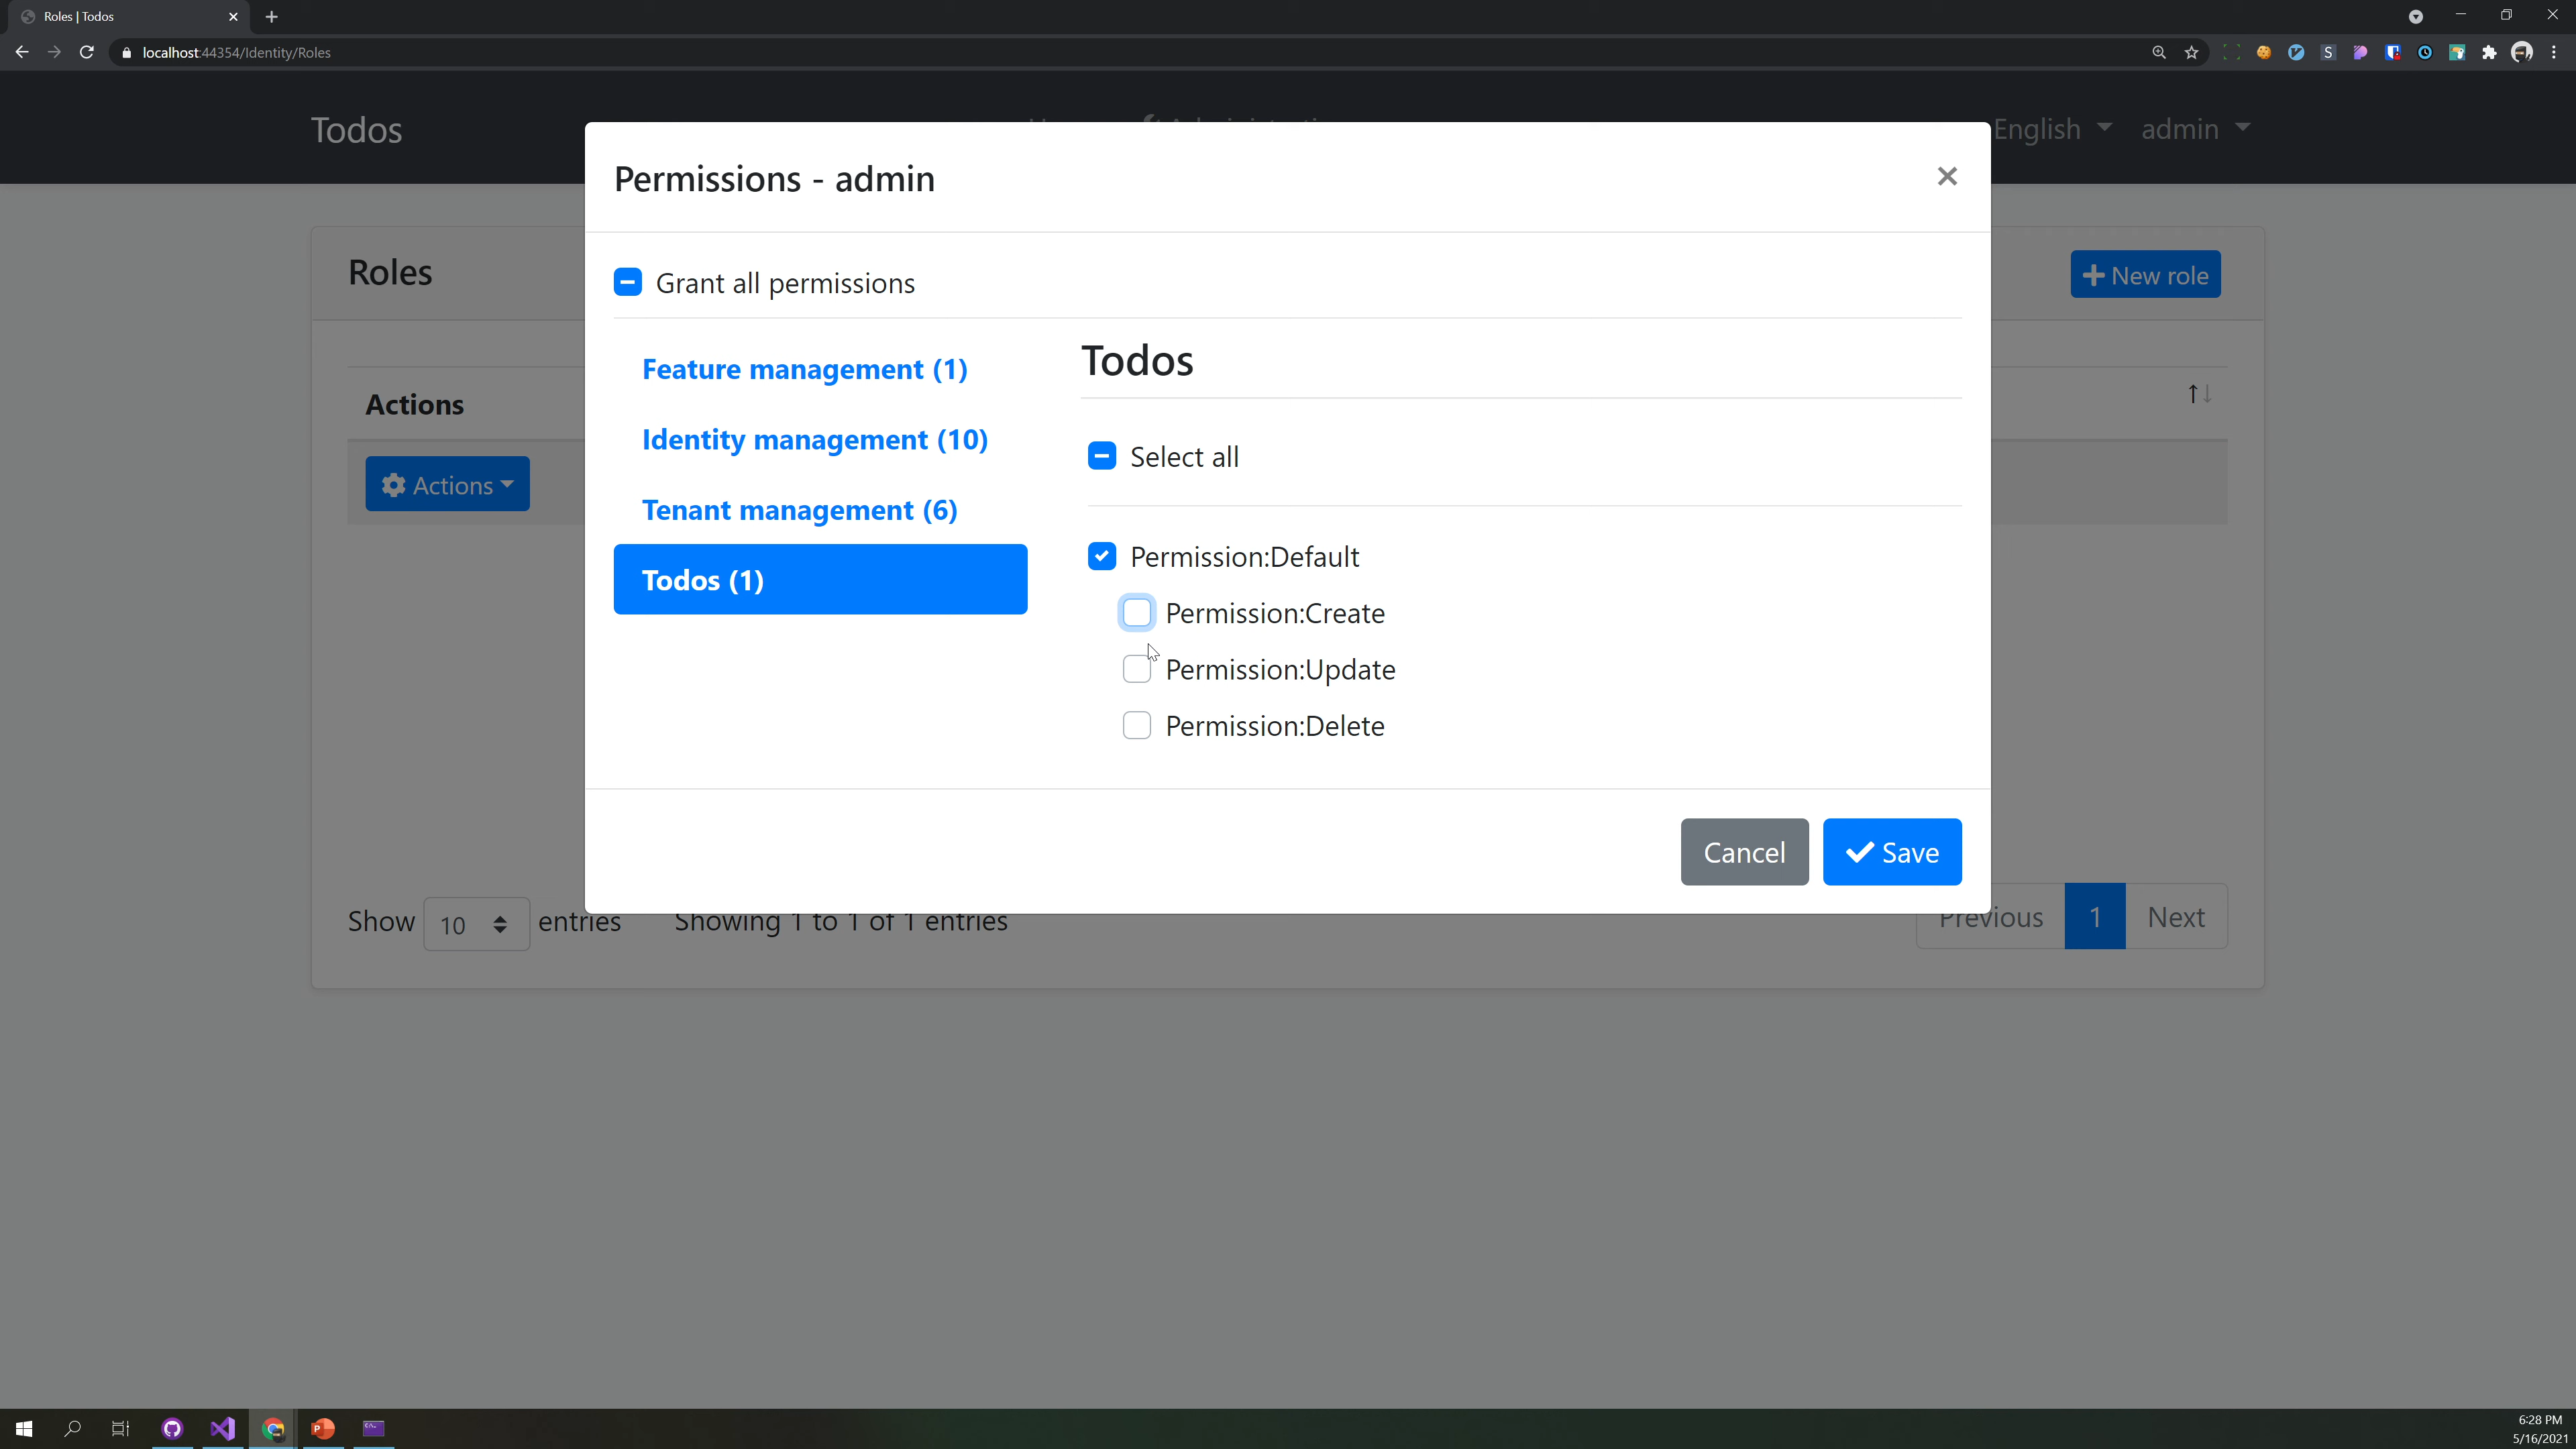 Roles | Todos
localhost:44354/Identity/Roles
Todos
English
admin
Permissions - admin
Roles
New role
Grant all permissions
Feature management (1)
Identity management (10)
Tenant management (6)
Todos (1)
Todos
Select all
Permission:Default
Permission:Create
Permission:Update
Permission:Delete
Actions
Actions
Cancel
Save
Show 10 entries
Showing 1 to 1 of 1 entries
Previous 1 Next
6:28 PM
5/16/2021